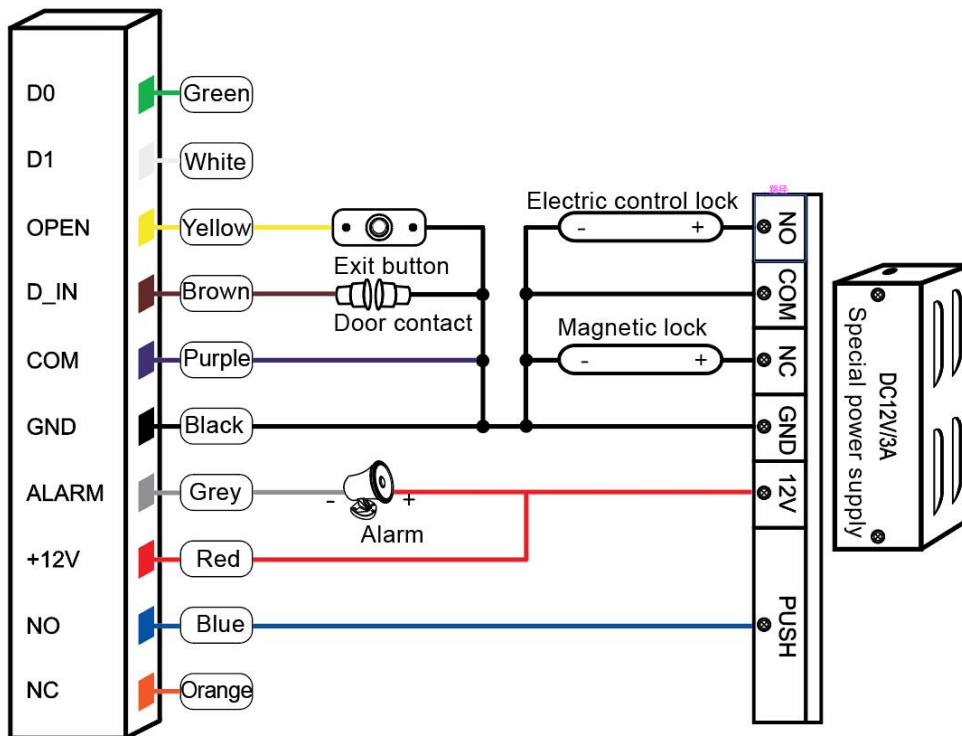 D0
Green
D1
White
OPEN
Yellow
Exit button
D_IN
Brown
Door contact
COM
Purple
GND
Black
ALARM
Grey
-
+
Alarm
+12V
Red
NO
Blue
NC
Orange
Electric control lock
-
+
Magnetic lock
-
+
路径
NO
COM
NC
GND
12V
PUSH
DC12V/3A
Special power supply